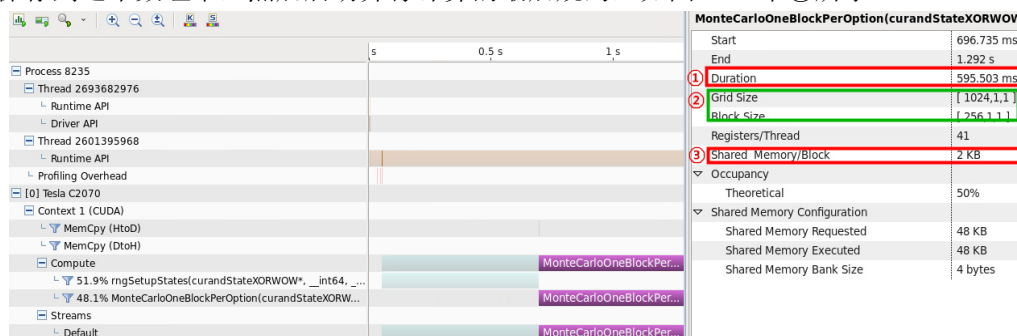 s 0.5 s 1 s
Process 8235
Thread 2693682976
Runtime API
Driver API
Thread 2601395968
Runtime API
Profiling Overhead
[0] Tesla C2070
Context 1 (CUDA)
MemCpy (HtoD)
MemCpy (DtoH)
Compute MonteCarloOneBlockPer...
51.9% rngSetupStates(curandStateXORWOW*, __int64, _...
48.1% MonteCarloOneBlockPerOption(curandStateXORW... MonteCarloOneBlockPer...
Streams
Default MonteCarloOneBlockPer...
MonteCarloOneBlockPerOption(curandStateXORWOW
Start 696.735 ms
End 1.292 s
① Duration 595.503 ms
② Grid Size [ 1024,1,1 ]
Block Size [ 256,1,1 ]
Registers/Thread 41
③ Shared Memory/Block 2 KB
Occupancy
Theoretical 50%
Shared Memory Configuration
Shared Memory Requested 48 KB
Shared Memory Executed 48 KB
Shared Memory Bank Size 4 bytes